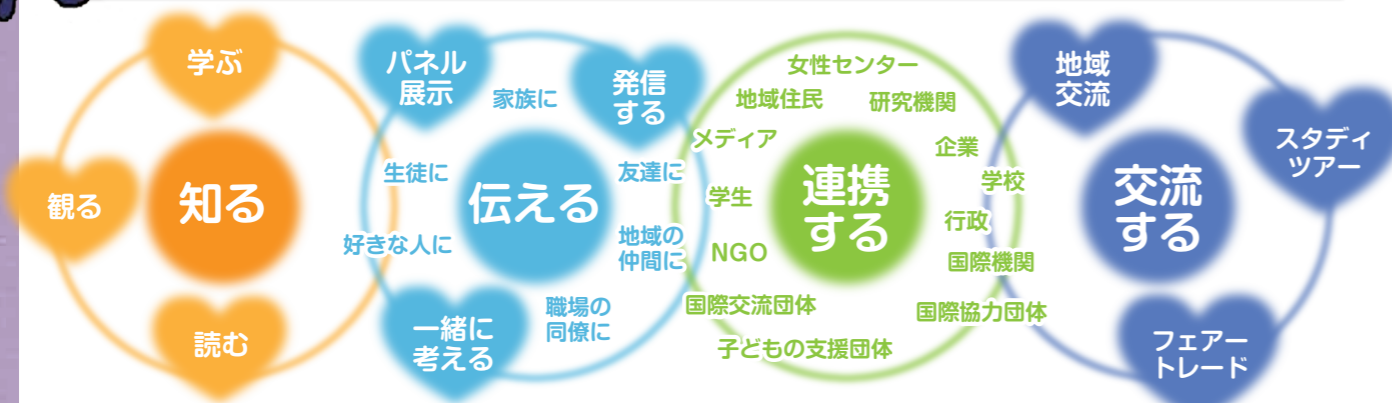 学ぶ
観る
知る
読む
パネル
展示
家族に
発信
する
生徒に
伝える
友達に
好きな人に
地域の
仲間に
一緒に
考える
職場の
同僚に
女性センター
地域住民
研究機関
メディア
企業
連携
する
学生
学校
行政
NGO
国際機関
国際交流団体
国際協力団体
子どもの支援団体
地域
交流
スタディ
ツアー
交流
する
フェアー
トレード